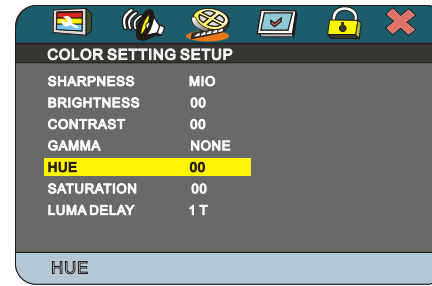 COLOR SETTING SETUP
SHARPNESS MIO
BRIGHTNESS 00
CONTRAST 00
GAMMA NONE
HUE 00
SATURATION 00
LUMA DELAY 1 T
HUE